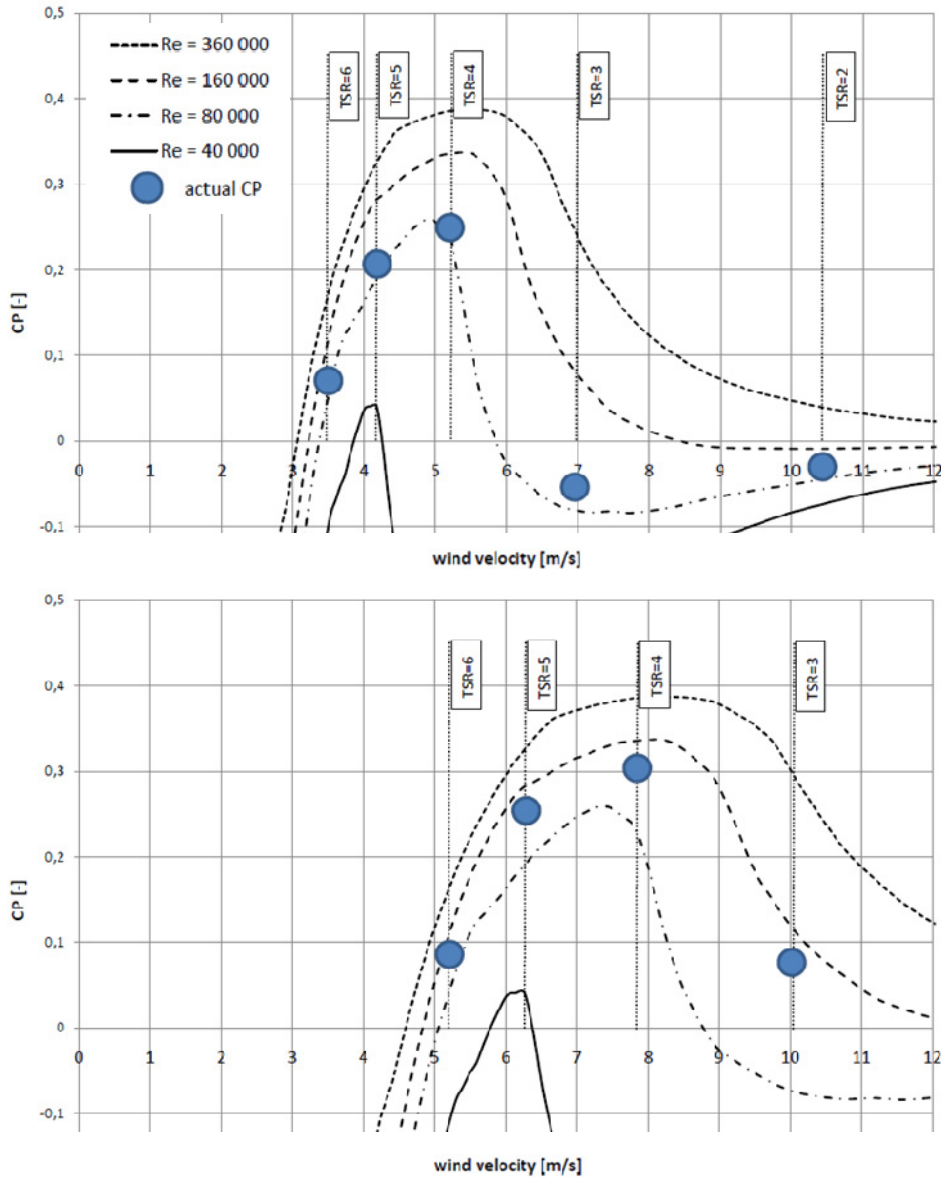 0,5
Re = 360 000
Re = 160 000
Re = 80 000
Re = 40 000
actual CP
TSR=6
TSR=5
TSR=4
TSR=3
TSR=2
0,4
0,3
0,2
0,1
0
-0,1
CP [-]
0 1 2 3 4 5 6 7 8 9 10 11 12
wind velocity [m/s]
0,5
TSR=6
TSR=5
TSR=4
TSR=3
0,4
0,3
0,2
0,1
0
-0,1
CP [-]
0 1 2 3 4 5 6 7 8 9 10 11 12
wind velocity [m/s]